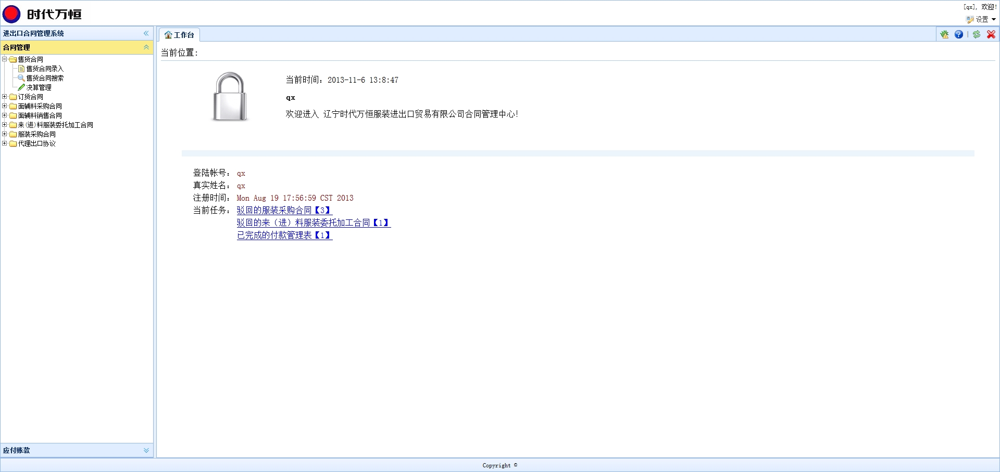 时代万恒
[qx], 欢迎!
设置
进出口合同管理系统
工作台
合同管理
当前位置:
售货合同
售货合同录入
售货合同搜索
决算管理
订货合同
面辅料采购合同
面辅料销售合同
来(进)料服装委托加工合同
服装采购合同
代理出口协议
当前时间: 2013-11-6 13:8:47
qx
欢迎进入 辽宁时代万恒服装进出口贸易有限公司合同管理中心!
登陆帐号: qx
真实姓名: qx
注册时间: Mon Aug 19 17:56:59 CST 2013
当前任务: 驳回的服装采购合同【3】
驳回的来（进）料服装委托加工合同【1】
已完成的付款管理表【1】
应付账款
Copyright ©